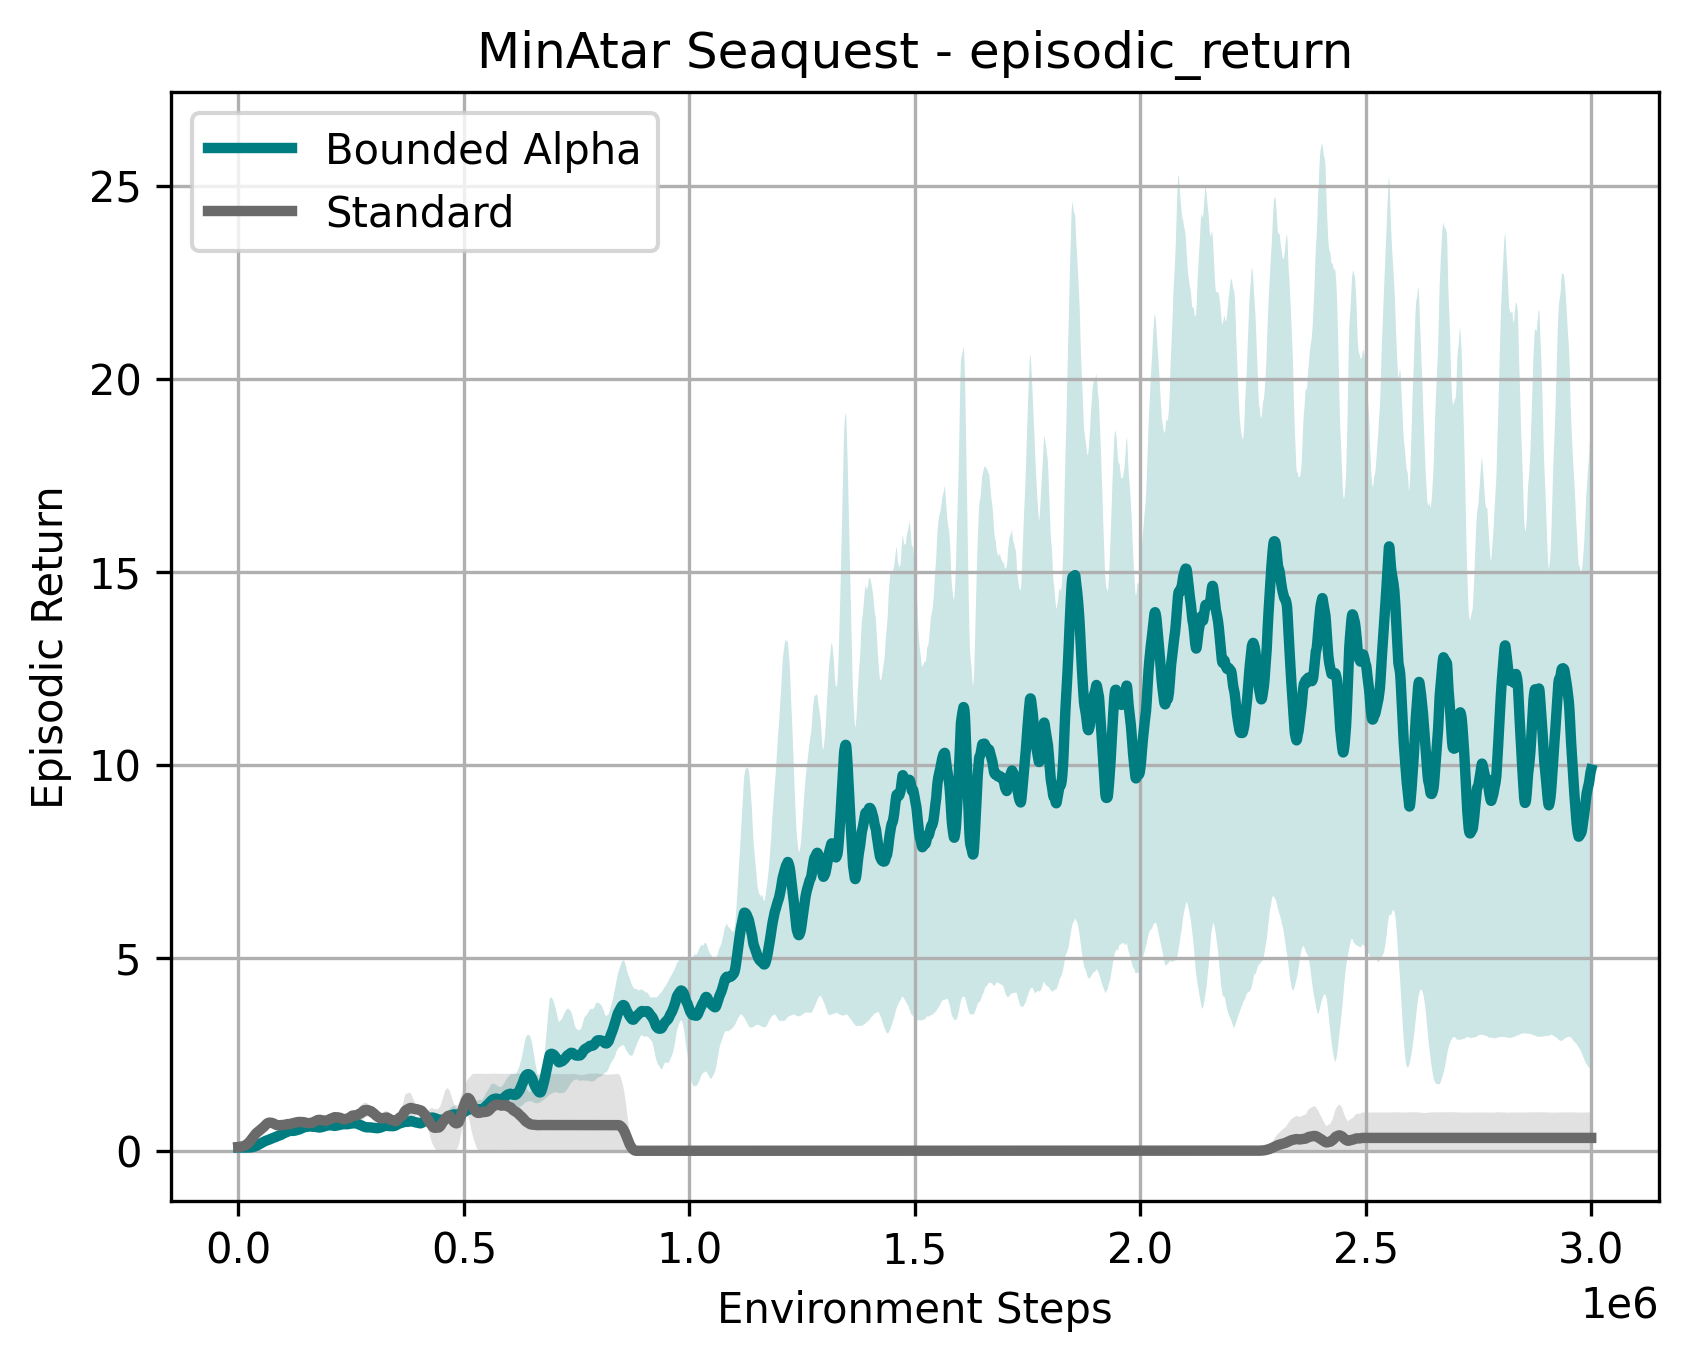 MinAtar Seaquest - episodic_return
Bounded Alpha
Standard
Episodic Return
25
20
15
10
5
0
0.0 0.5 1.0 1.5 2.0 2.5 3.0
1e6
Environment Steps